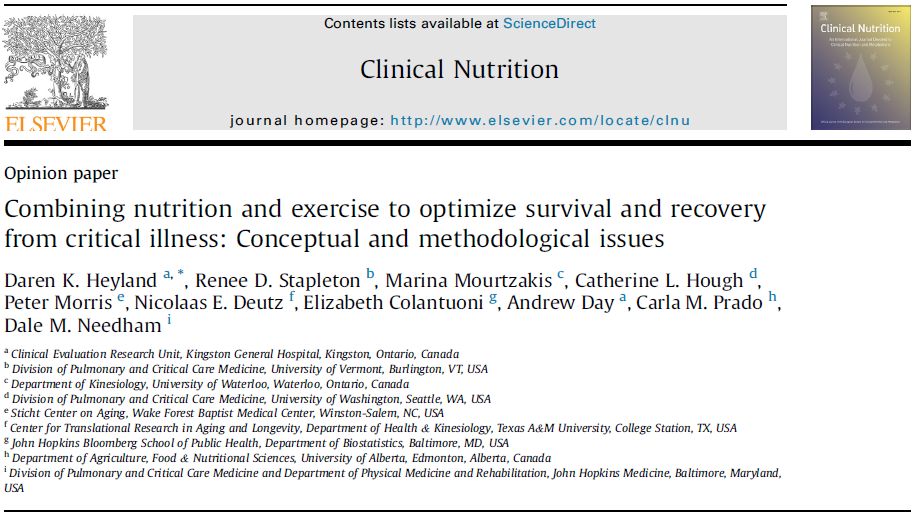 Contents lists available at ScienceDirect
Clinical Nutrition
journal homepage: http://www.elsevier.com/locate/clnu
ELSEVIER
Clinical Nutrition
Opinion paper
Combining nutrition and exercise to optimize survival and recovery
from critical illness: Conceptual and methodological issues
Daren K. Heyland a, *, Renee D. Stapleton b, Marina Mourtzakis c, Catherine L. Hough d,
Peter Morris e, Nicolaas E. Deutz f, Elizabeth Colantuoni g, Andrew Day a, Carla M. Prado h,
Dale M. Needham i
a Clinical Evaluation Research Unit, Kingston General Hospital, Kingston, Ontario, Canada
b Division of Pulmonary and Critical Care Medicine, University of Vermont, Burlington, VT, USA
c Department of Kinesiology, University of Waterloo, Waterloo, Ontario, Canada
d Division of Pulmonary and Critical Care Medicine, University of Washington, Seattle, WA, USA
e Sticht Center on Aging, Wake Forest Baptist Medical Center, Winston-Salem, NC, USA
f Center for Translational Research in Aging and Longevity, Department of Health & Kinesiology, Texas A&M University, College Station, TX, USA
g John Hopkins Bloomberg School of Public Health, Department of Biostatistics, Baltimore, MD, USA
h Department of Agriculture, Food & Nutritional Sciences, University of Alberta, Edmonton, Alberta, Canada
i Division of Pulmonary and Critical Care Medicine and Department of Physical Medicine and Rehabilitation, John Hopkins Medicine, Baltimore, Maryland,
USA